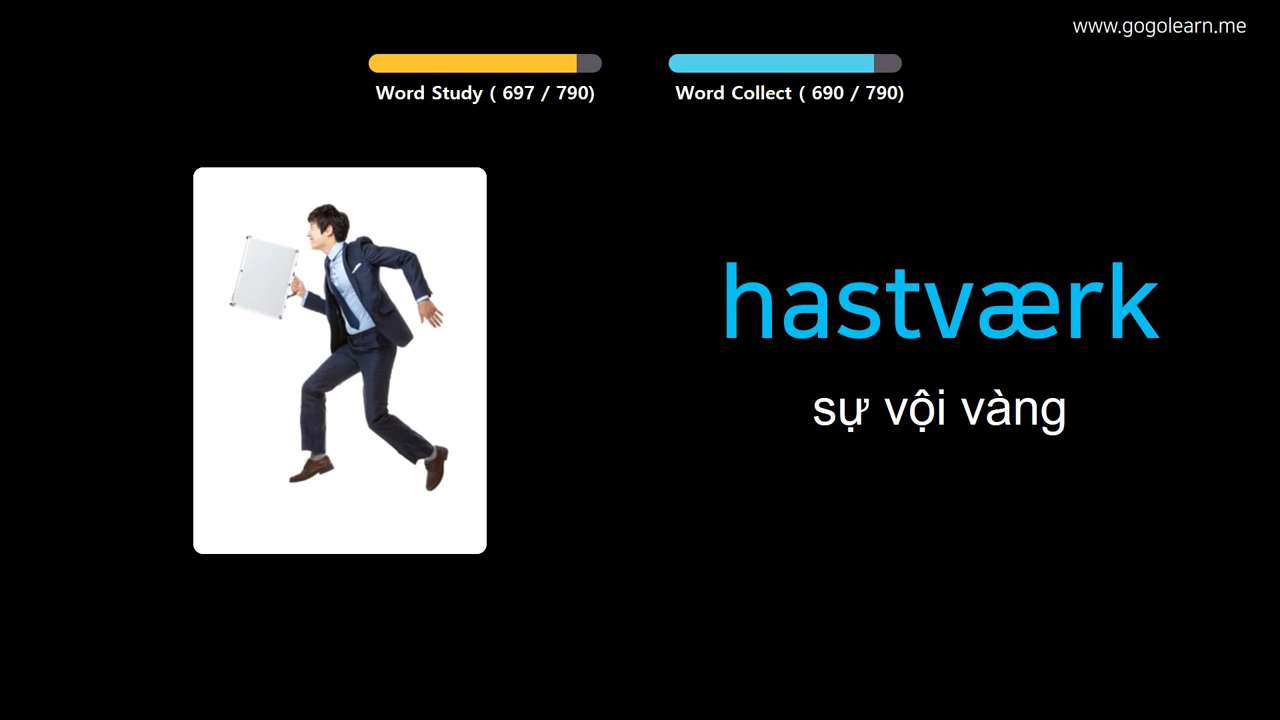 www.gogolearn.me
Word Study ( 697 / 790)
Word Collect ( 690 / 790)
hastværk
sự vội vàng